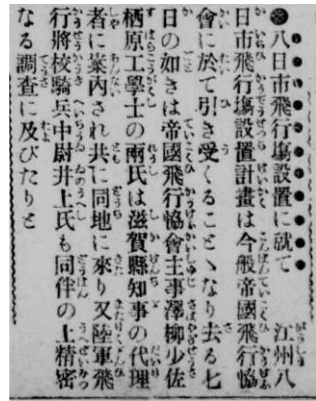 ◉八日市飛行塲設置に就て　江州八
日市飛行塲設置計畫は今般帝國飛行協
會に於て引き受くることゝなり去る七
日の如きは帝國飛行協會主事澤柳少佐
栖原工學士の兩氏は滋賀縣知事の代理
者に案内され共に同地に來り又陸軍飛
行將校騎兵中尉井上氏も同伴の上精密
なる調査に及びたりと